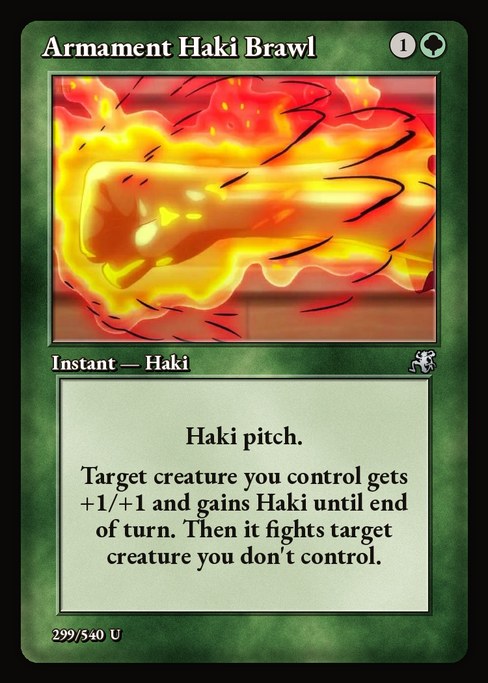 Armament Haki Brawl 1
Instant — Haki
Haki pitch.
Target creature you control gets
+1/+1 and gains Haki until end
of turn. Then it fights target
creature you don't control.
299/540 U